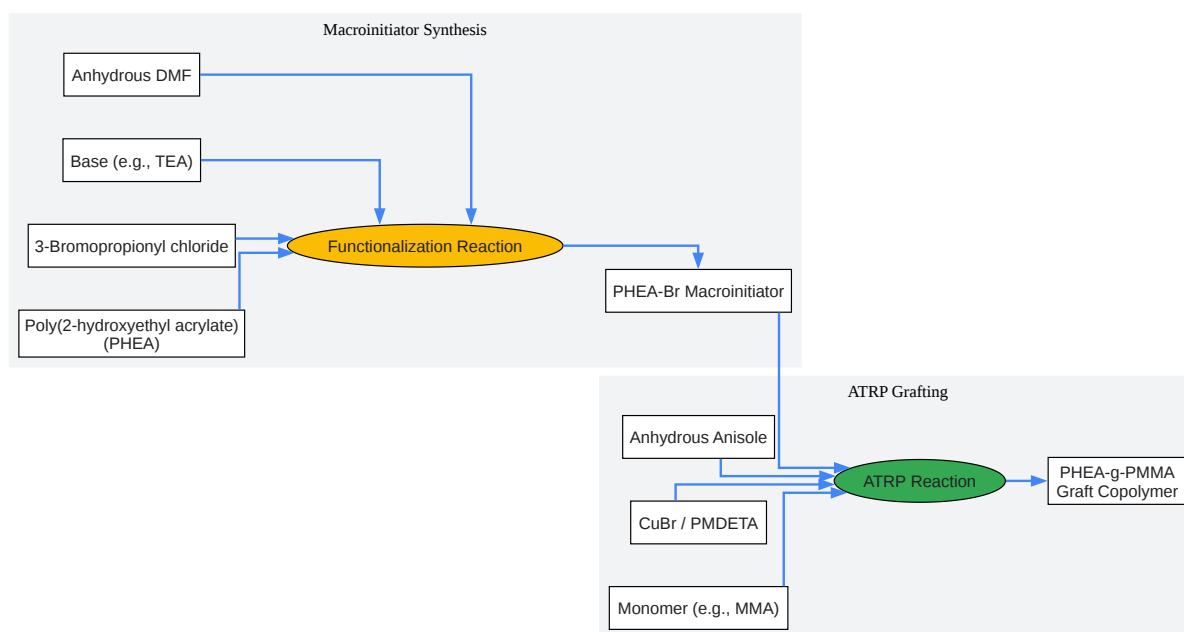 Macroinitiator Synthesis
Anhydrous DMF
Base (e.g., TEA)
3-Bromopropionyl chloride
Functionalization Reaction
Poly(2-hydroxyethyl acrylate)
(PHEA)
PHEA-Br Macroinitiator
ATRP Grafting
Anhydrous Anisole
CuBr / PMDETA
Monomer (e.g., MMA)
ATRP Reaction
PHEA-g-PMMA
Graft Copolymer